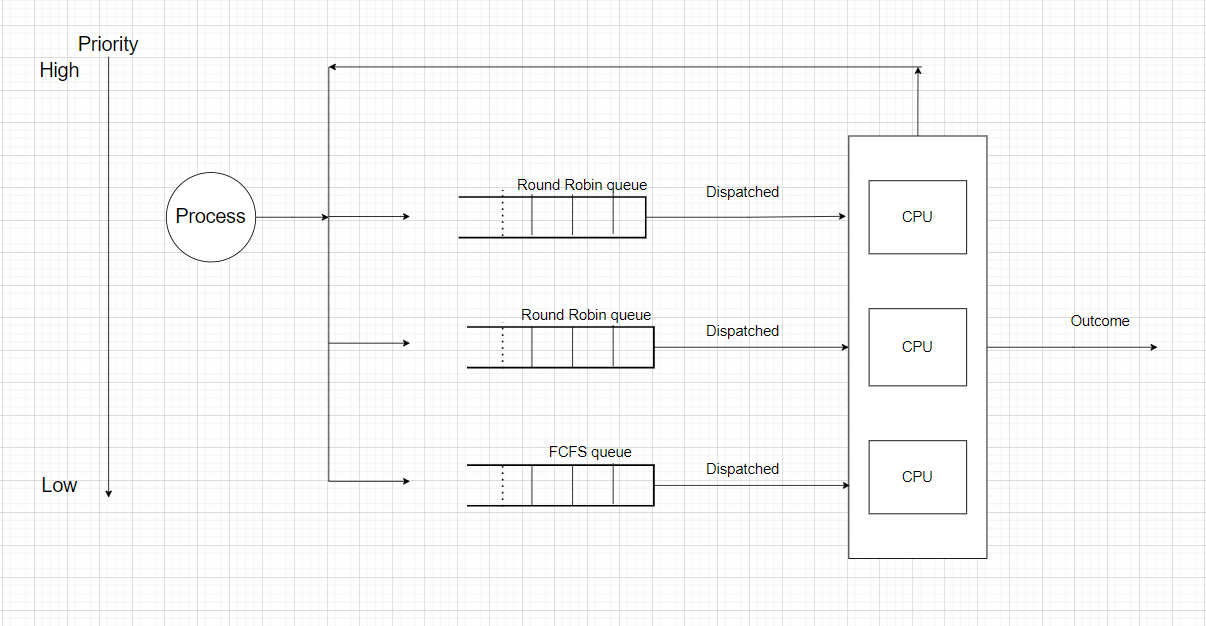 Priority
High
Process
Round Robin queue
Dispatched
CPU
Round Robin queue
Dispatched
CPU
Outcome
FCFS queue
Dispatched
CPU
Low